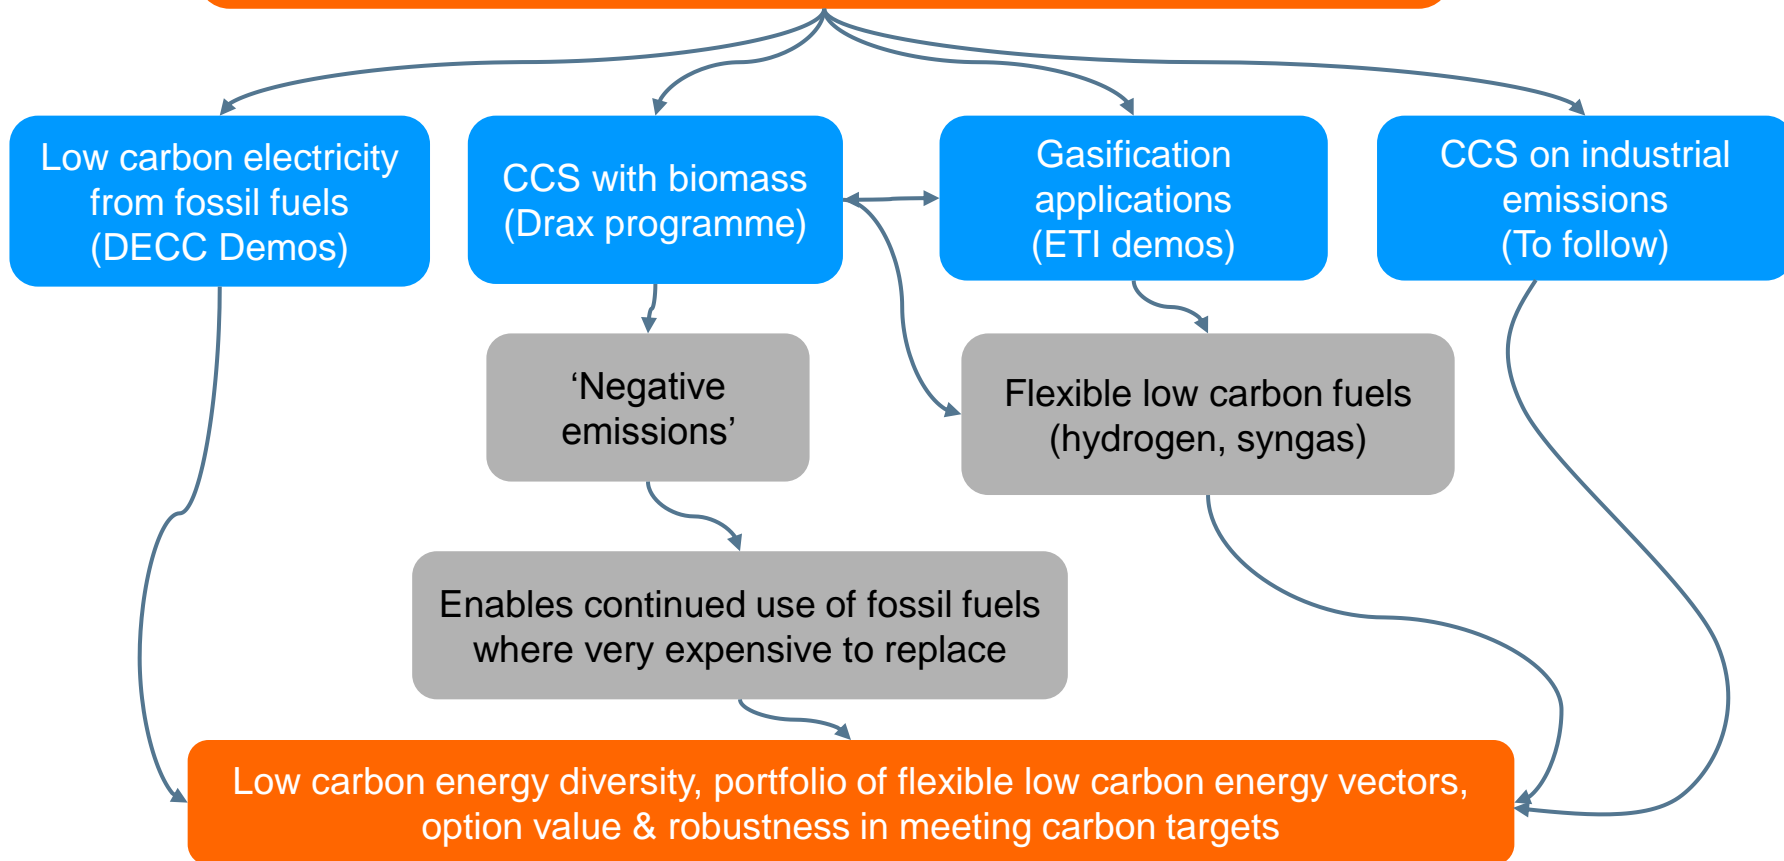 Low carbon electricity
from fossil fuels
(DECC Demos)
CCS with biomass
(Drax programme)
Gasification
applications
(ETI demos)
CCS on industrial
emissions
(To follow)
‘Negative
emissions’
Flexible low carbon fuels
(hydrogen, syngas)
Enables continued use of fossil fuels
where very expensive to replace
Low carbon energy diversity, portfolio of flexible low carbon energy vectors,
option value & robustness in meeting carbon targets